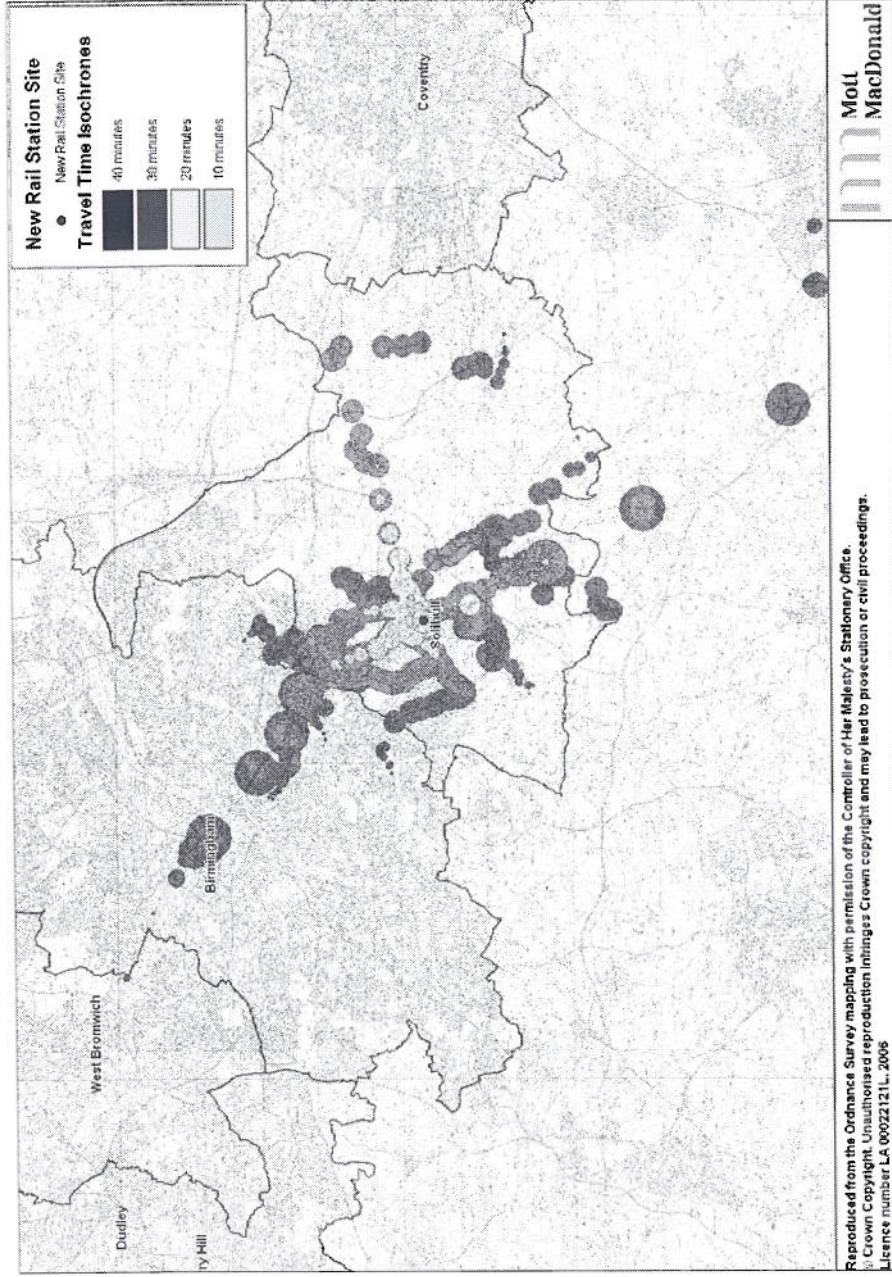 New Rail Station Site
New Rail Station Site
Travel Time Isochrones
40 minutes
30 minutes
20 minutes
10 minutes
West Bromwich
Dudley
ry Hill
Birmingham
Solihull
Coventry
Reproduced from the Ordnance Survey mapping with permission of the Controller of Her Majesty's Stationery Office.
© Crown Copyright. Unauthorised reproduction infringes Crown copyright and may lead to prosecution or civil proceedings.
Licence number LA 00022121L, 2006
Mott
MacDonald